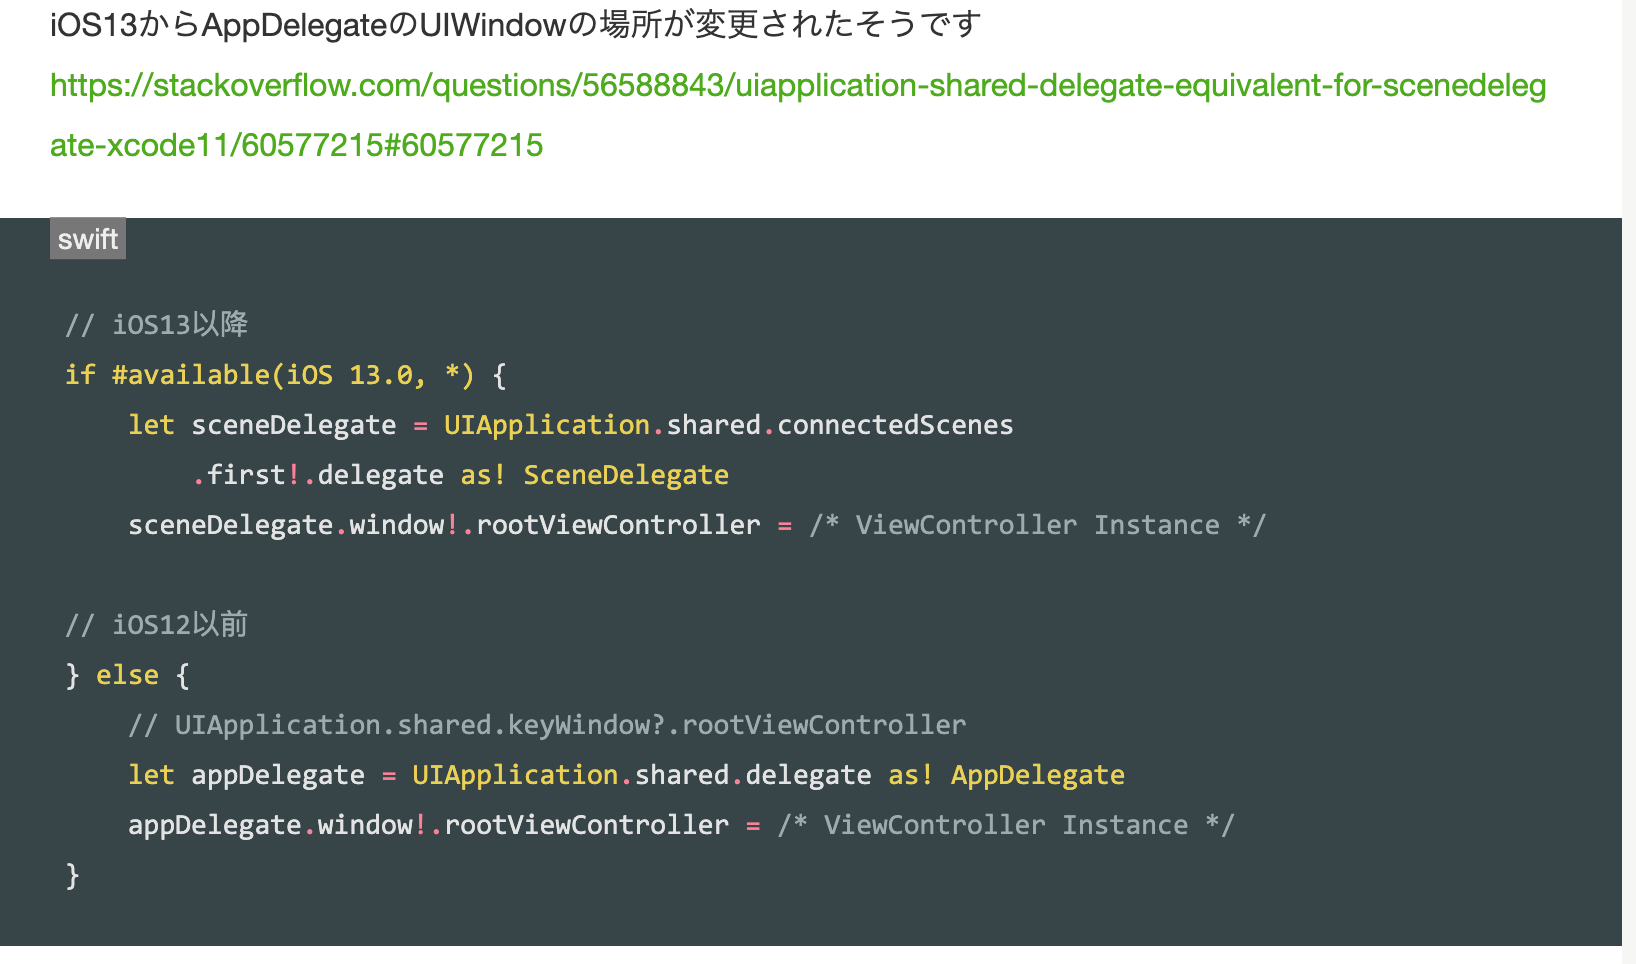 iOS13からAppDelegateのUIWindowの場所が変更されたそうです
https://stackoverflow.com/questions/56588843/uiapplication-shared-delegate-equivalent-for-scenedeleg
ate-xcode11/60577215#60577215
swift
// iOS13以降
if #available(iOS 13.0, *) {
    let sceneDelegate = UIApplication.shared.connectedScenes
        .first!.delegate as! SceneDelegate
    sceneDelegate.window!.rootViewController = /* ViewController Instance */
// iOS12以前
} else {
    // UIApplication.shared.keyWindow?.rootViewController
    let appDelegate = UIApplication.shared.delegate as! AppDelegate
    appDelegate.window!.rootViewController = /* ViewController Instance */
}